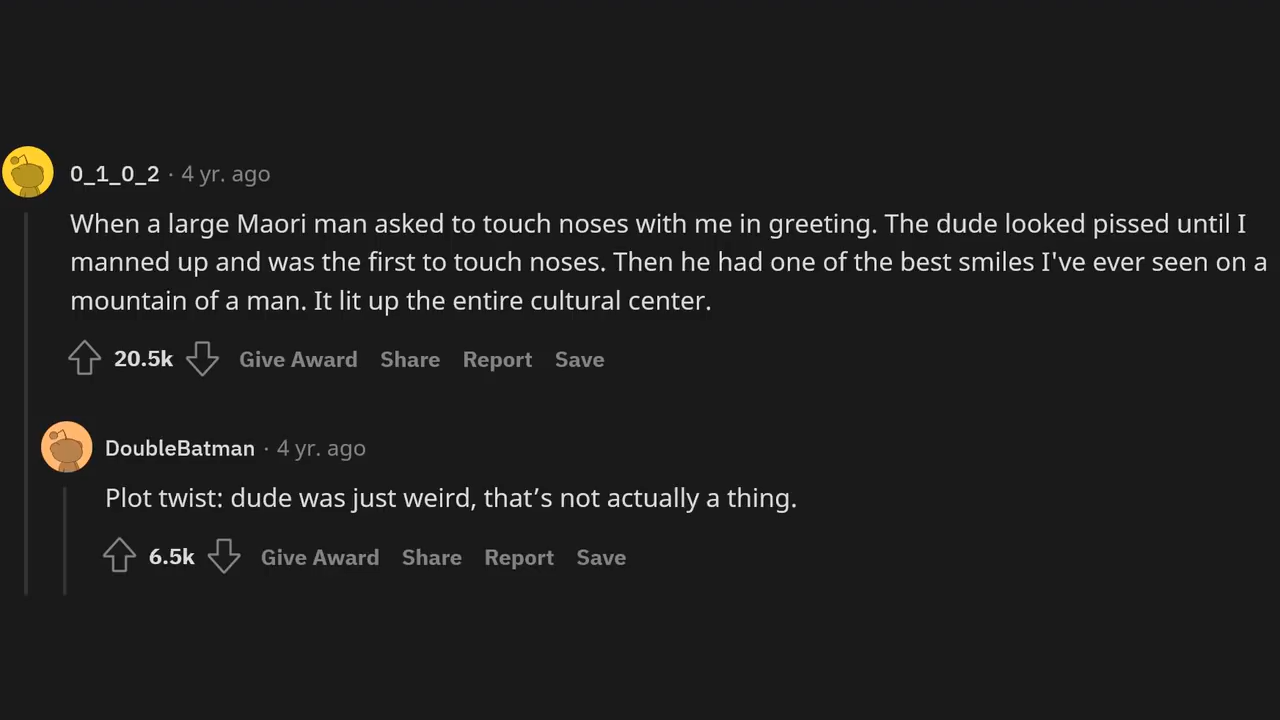 0_1_0_2 · 4 yr. ago
When a large Maori man asked to touch noses with me in greeting. The dude looked pissed until I
manned up and was the first to touch noses. Then he had one of the best smiles I've ever seen on a
mountain of a man. It lit up the entire cultural center.
20.5k Give Award Share Report Save
DoubleBatman · 4 yr. ago
Plot twist: dude was just weird, that’s not actually a thing.
6.5k Give Award Share Report Save